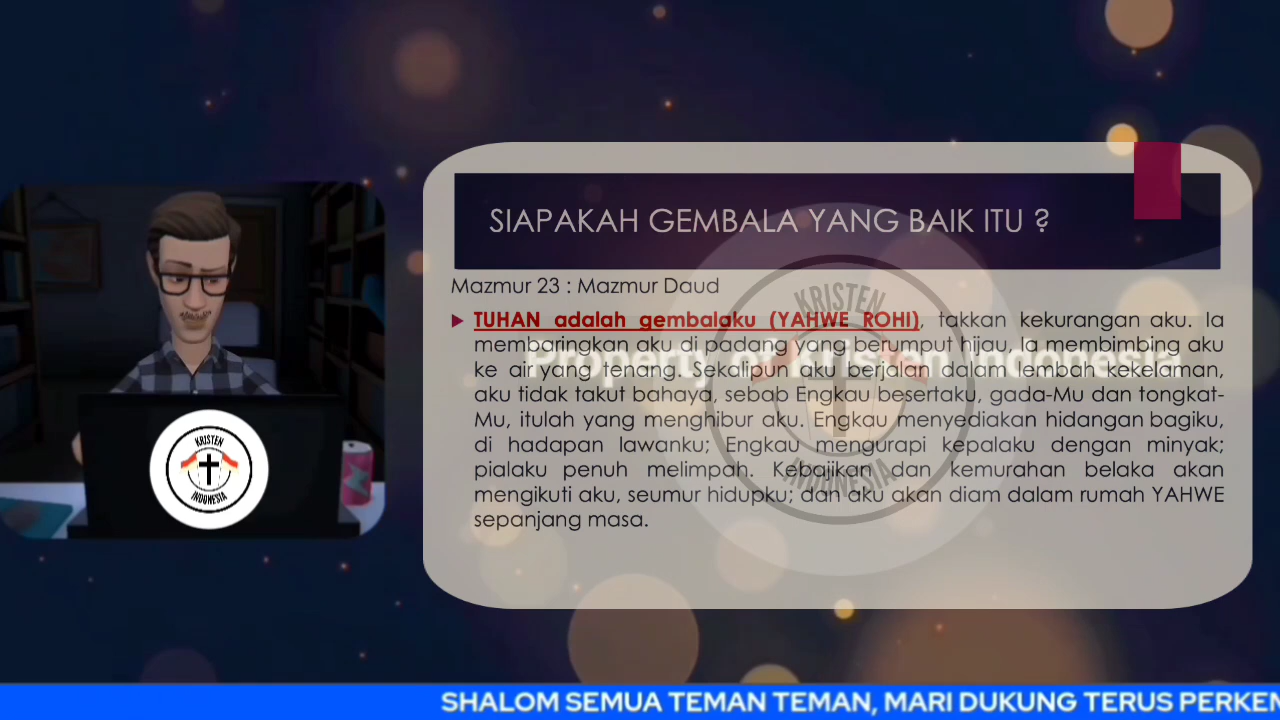 SIAPAKAH GEMBALA YANG BAIK ITU ?
Mazmur 23 : Mazmur Daud
TUHAN adalah gembalaku (YAHWE ROHI), takkan kekurangan aku. Ia
membaringkan aku di padang yang berumput hijau, Ia membimbing aku
ke air yang tenang. Sekalipun aku berjalan dalam lembah kekelaman,
aku tidak takut bahaya, sebab Engkau besertaku, gada-Mu dan tongkat-
Mu, itulah yang menghibur aku. Engkau menyediakan hidangan bagiku,
di hadapan lawanku; Engkau mengurapi kepalaku dengan minyak;
pialaku penuh melimpah. Kebajikan dan kemurahan belaka akan
mengikuti aku, seumur hidupku; dan aku akan diam dalam rumah YAHWE
sepanjang masa.
Property of Kristen Indonesia
KRISTEN
INDONESIA
KRISTEN
INDONESIA
SHALOM SEMUA TEMAN TEMAN, MARI DUKUNG TERUS